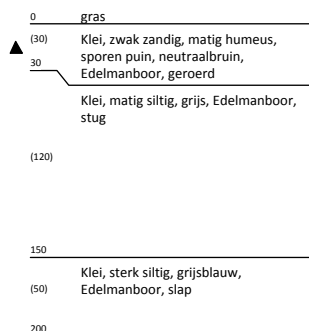 0 gras
(30) Klei, zwak zandig, matig humeus,
sporen puin, neutraalbruin,
30 Edelmanboor, geroerd
Klei, matig siltig, grijs, Edelmanboor,
stug
(120)
150
Klei, sterk siltig, grijsblauw,
(50) Edelmanboor, slap
200